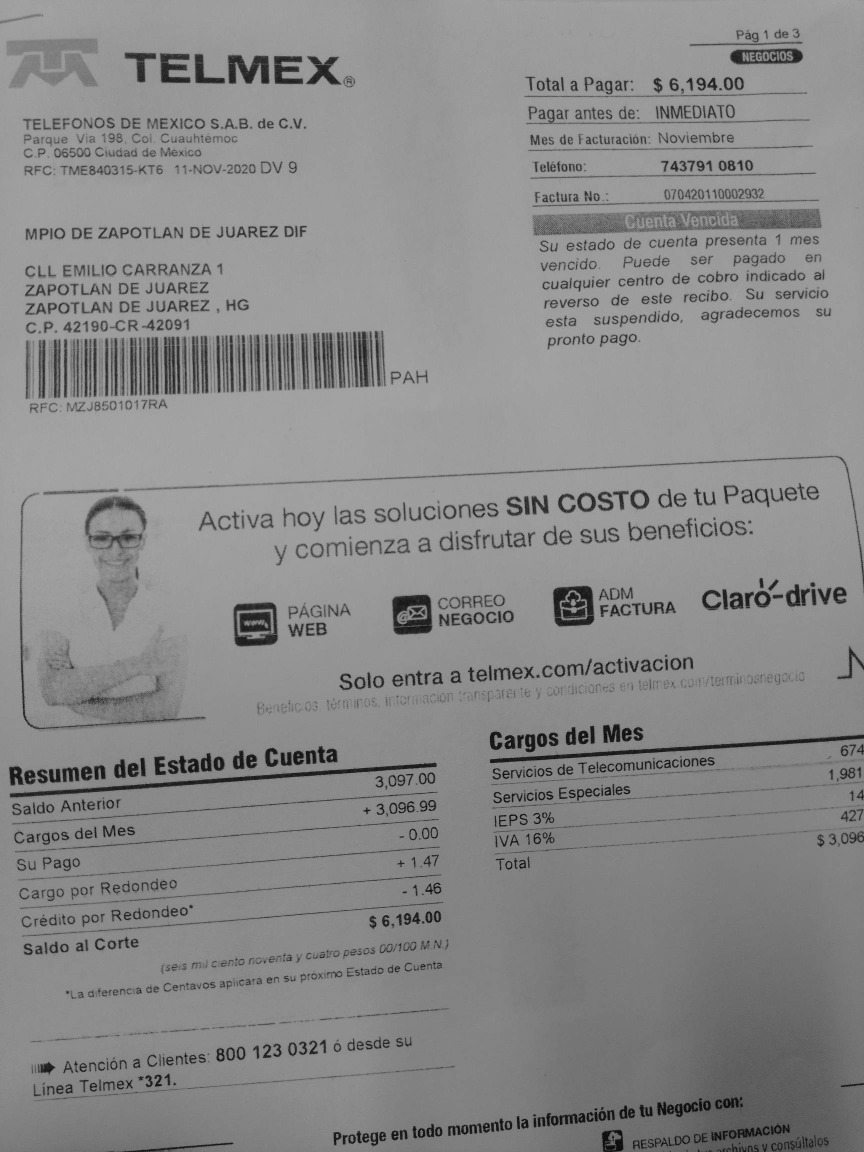 Pág 1 de 3
NEGOCIOS
TELMEX®
Total a Pagar: $ 6,194.00
Pagar antes de: INMEDIATO
Mes de Facturación: Noviembre
Teléfono: 743791 0810
Factura No.: 070420110002932
Cuenta Vencida
Su estado de cuenta presenta 1 mes
vencido. Puede ser pagado en
cualquier centro de cobro indicado al
reverso de este recibo. Su servicio
esta suspendido, agradecemos su
pronto pago.
TELEFONOS DE MEXICO S.A.B. de C.V.
Parque Via 198, Col. Cuauhtemoc
C.P. 06500 Ciudad de México
RFC: TME840315-KT6 11-NOV-2020 DV 9
MPIO DE ZAPOTLAN DE JUAREZ DIF
CLL EMILIO CARRANZA 1
ZAPOTLAN DE JUAREZ
ZAPOTLAN DE JUAREZ , HG
C.P. 42190-CR -42091
PAH
RFC: MZJ8501017RA
Activa hoy las soluciones SIN COSTO de tu Paquete
y comienza a disfrutar de sus beneficios:
www.
PÁGINA
WEB
CORREO
NEGOCIO
ADM
FACTURA
Claro-drive
Solo entra a telmex.com/activacion
Beneficios, términos, información transparente y condiciones en telmex.com/terminosnegocio
Resumen del Estado de Cuenta
Saldo Anterior 3,097.00
Cargos del Mes + 3,096.99
Su Pago - 0.00
Cargo por Redondeo + 1.47
Crédito por Redondeo* - 1.46
Saldo al Corte $ 6,194.00
(seis mil ciento noventa y cuatro pesos 00/100 M.N.)
*La diferencia de Centavos aplicara en su próximo Estado de Cuenta
Cargos del Mes
Servicios de Telecomunicaciones 674
Servicios Especiales 1,981
IEPS 3% 14
IVA 16% 427
Total $ 3,096
Atención a Clientes: 800 123 0321 ó desde su
Línea Telmex *321.
Protege en todo momento la información de tu Negocio con:
RESPALDO DE INFORMACIÓN
archivos y consúltalos